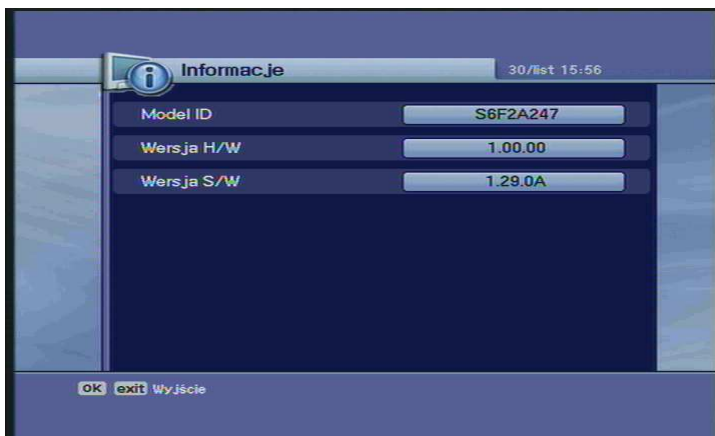 Informacje 30/list 15:56
Model ID S6F2A247
Wersja H/W 1.00.00
Wersja S/W 1.29.0A
OK exit Wyjście